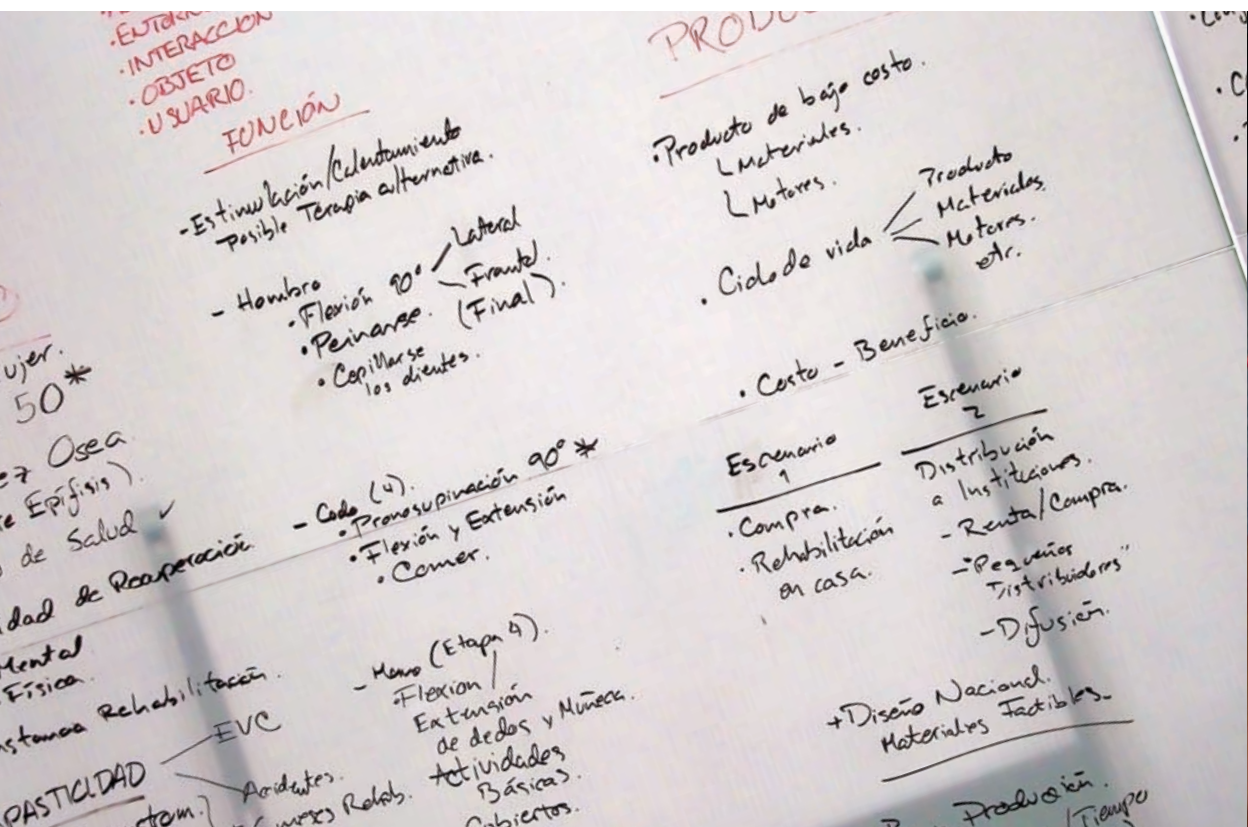 INTERACCIÓN
· OBJETO
· USUARIO.
FUNCIÓN
- Estimulación/Calentamiento
Posible Terapia alternativa.
- Hombro
· Flexión 90° Lateral
Frontal.
· Peinarse. (Final).
· Cepillarse
los dientes.
- Codo (4).
· Pronosupinación 90° *
· Flexión y Extensión
· Comer.
- Mano (Etapa 4).
· Flexion /
Extensión
de dedos y Muñeca.
Actividades
Básicas.
Cubiertos.
50*
Osea
Epífisis).
de Salud ✓
de Recuperación.
Mental
Física.
Rehabilitación.
EVC
Accidentes.
meses Rehab.
· Producto de bajo costo.
Materiales.
Motores.
· Ciclo de vida
Producto
Materiales
Motores.
etc.
· Costo - Beneficio.
Escenario
1
· Compra.
· Rehabilitación
en casa.
Escenario
2
Distribución
a Instituciones.
- Renta/Compra.
- "Pequeños
Distribuidores"
- Difusión.
+ Diseño Nacional.
Materiales Factibles.
Producción.
/Tiempo